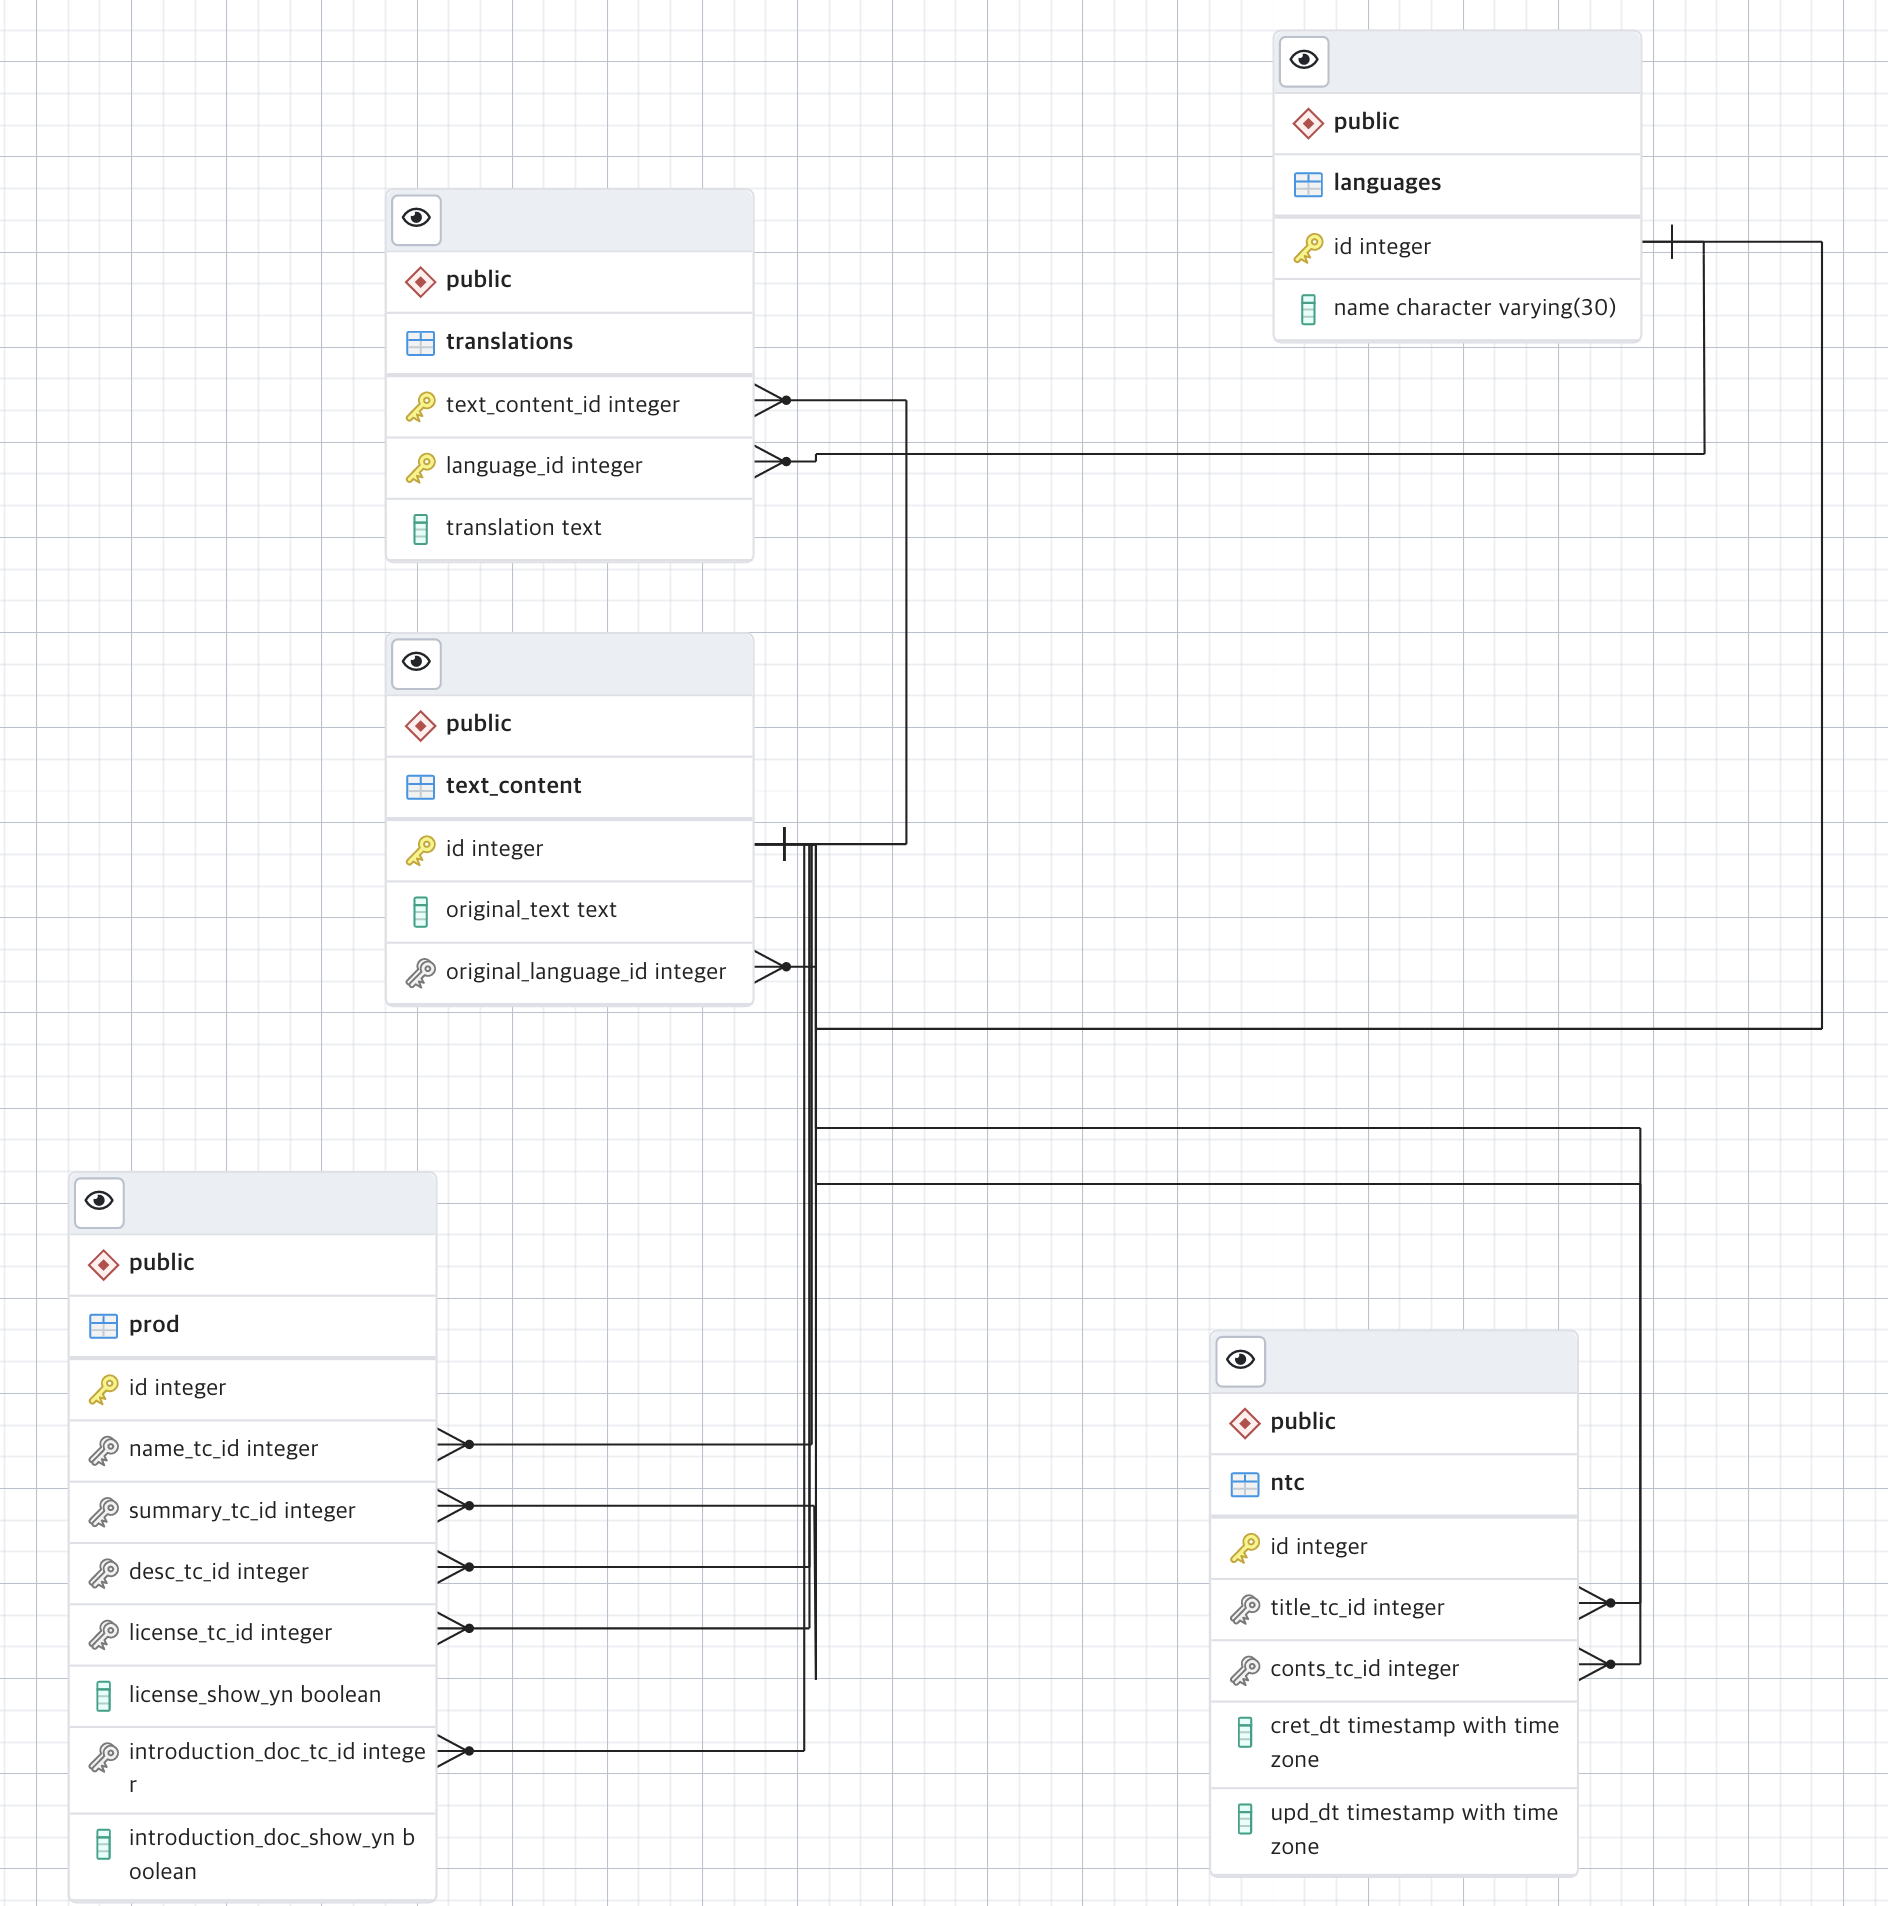 public
languages
id integer
name character varying(30)
public
translations
text_content_id integer
language_id integer
translation text
public
text_content
id integer
original_text text
original_language_id integer
public
prod
id integer
name_tc_id integer
summary_tc_id integer
desc_tc_id integer
license_tc_id integer
license_show_yn boolean
introduction_doc_tc_id intege
r
introduction_doc_show_yn b
oolean
public
ntc
id integer
title_tc_id integer
conts_tc_id integer
cret_dt timestamp with time
zone
upd_dt timestamp with time
zone